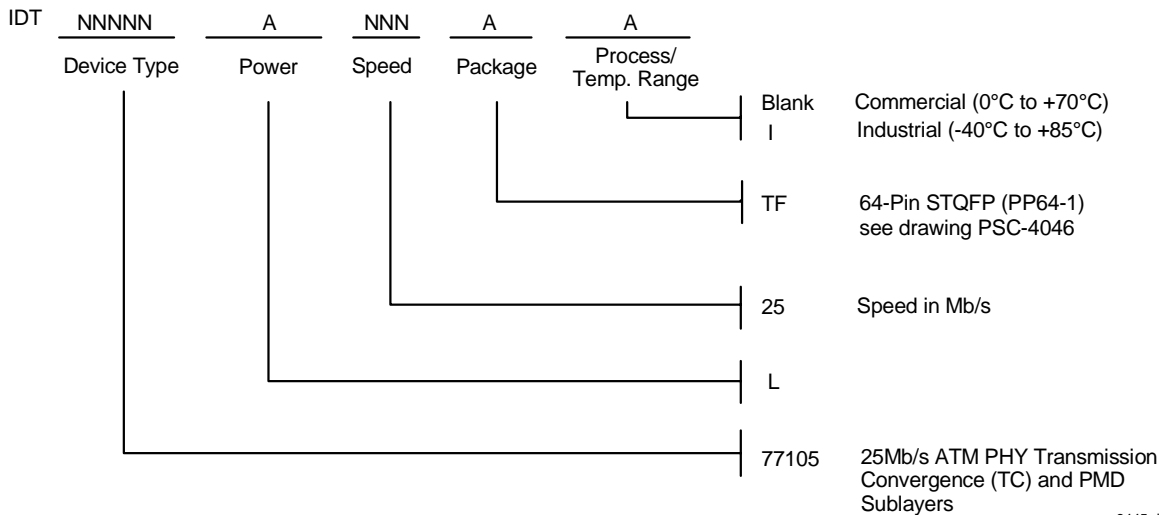 IDT NNNNN A NNN A A
Device Type Power Speed Package Process/
Temp. Range
Blank Commercial (0°C to +70°C)
I Industrial (-40°C to +85°C)
TF 64-Pin STQFP (PP64-1)
see drawing PSC-4046
25 Speed in Mb/s
L
77105 25Mb/s ATM PHY Transmission
Convergence (TC) and PMD
Sublayers